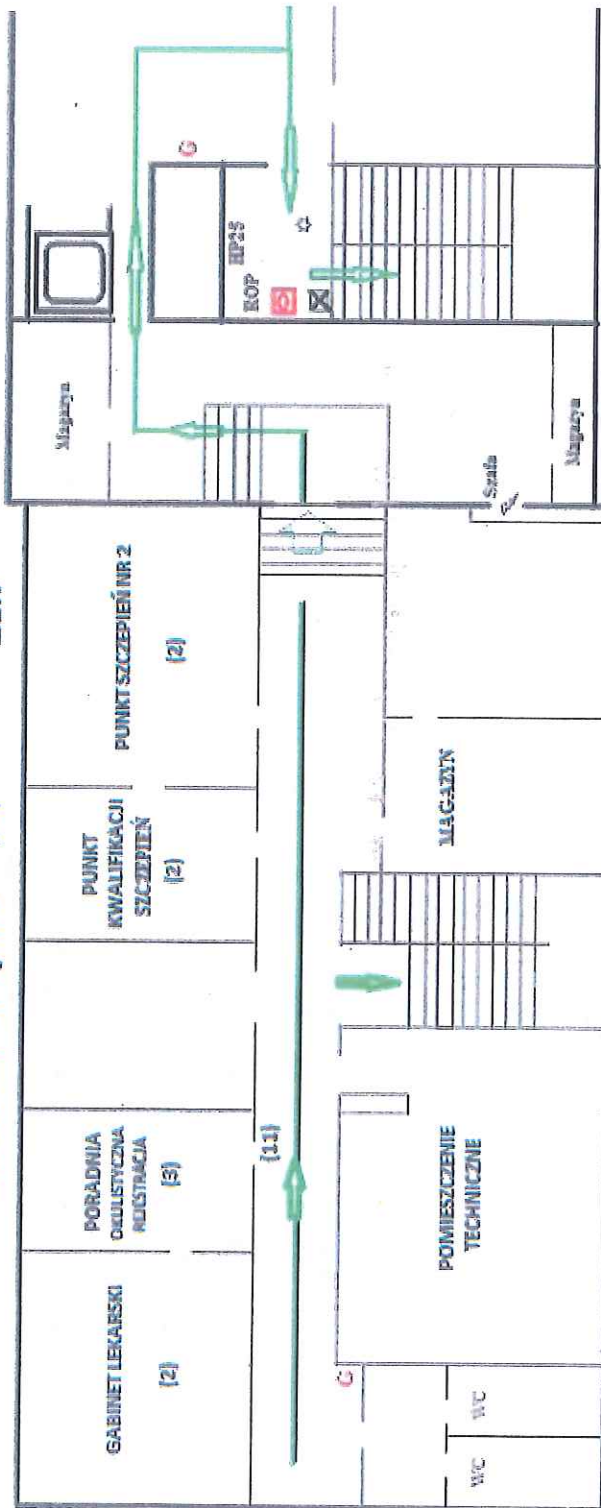 GABINET LEKARSKI
(2)
PORADNIA
OKULISTYCZNA
REJESTRACJA
(3)
PUNKT
KWALIFIKACJI
SZCZEPIEŃ
(2)
PUNKT SZCZEPIEŃ NR 2
(2)
Magazyn
G
HP25
ROP
(11)
G
WC
WC
POMIESZCZENIE
TECHNICZNE
MAGAZYN
Szafa
Magazyn